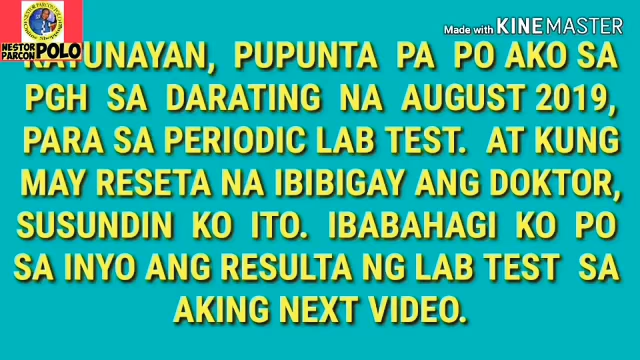 NESTOR PARCON POLO
Made with KINEMASTER
KATUNAYAN, PUPUNTA PA PO AKO SA
PGH SA DARATING NA AUGUST 2019,
PARA SA PERIODIC LAB TEST. AT KUNG
MAY RESETA NA IBIBIGAY ANG DOKTOR,
SUSUNDIN KO ITO. IBABAHAGI KO PO
SA INYO ANG RESULTA NG LAB TEST SA
AKING NEXT VIDEO.